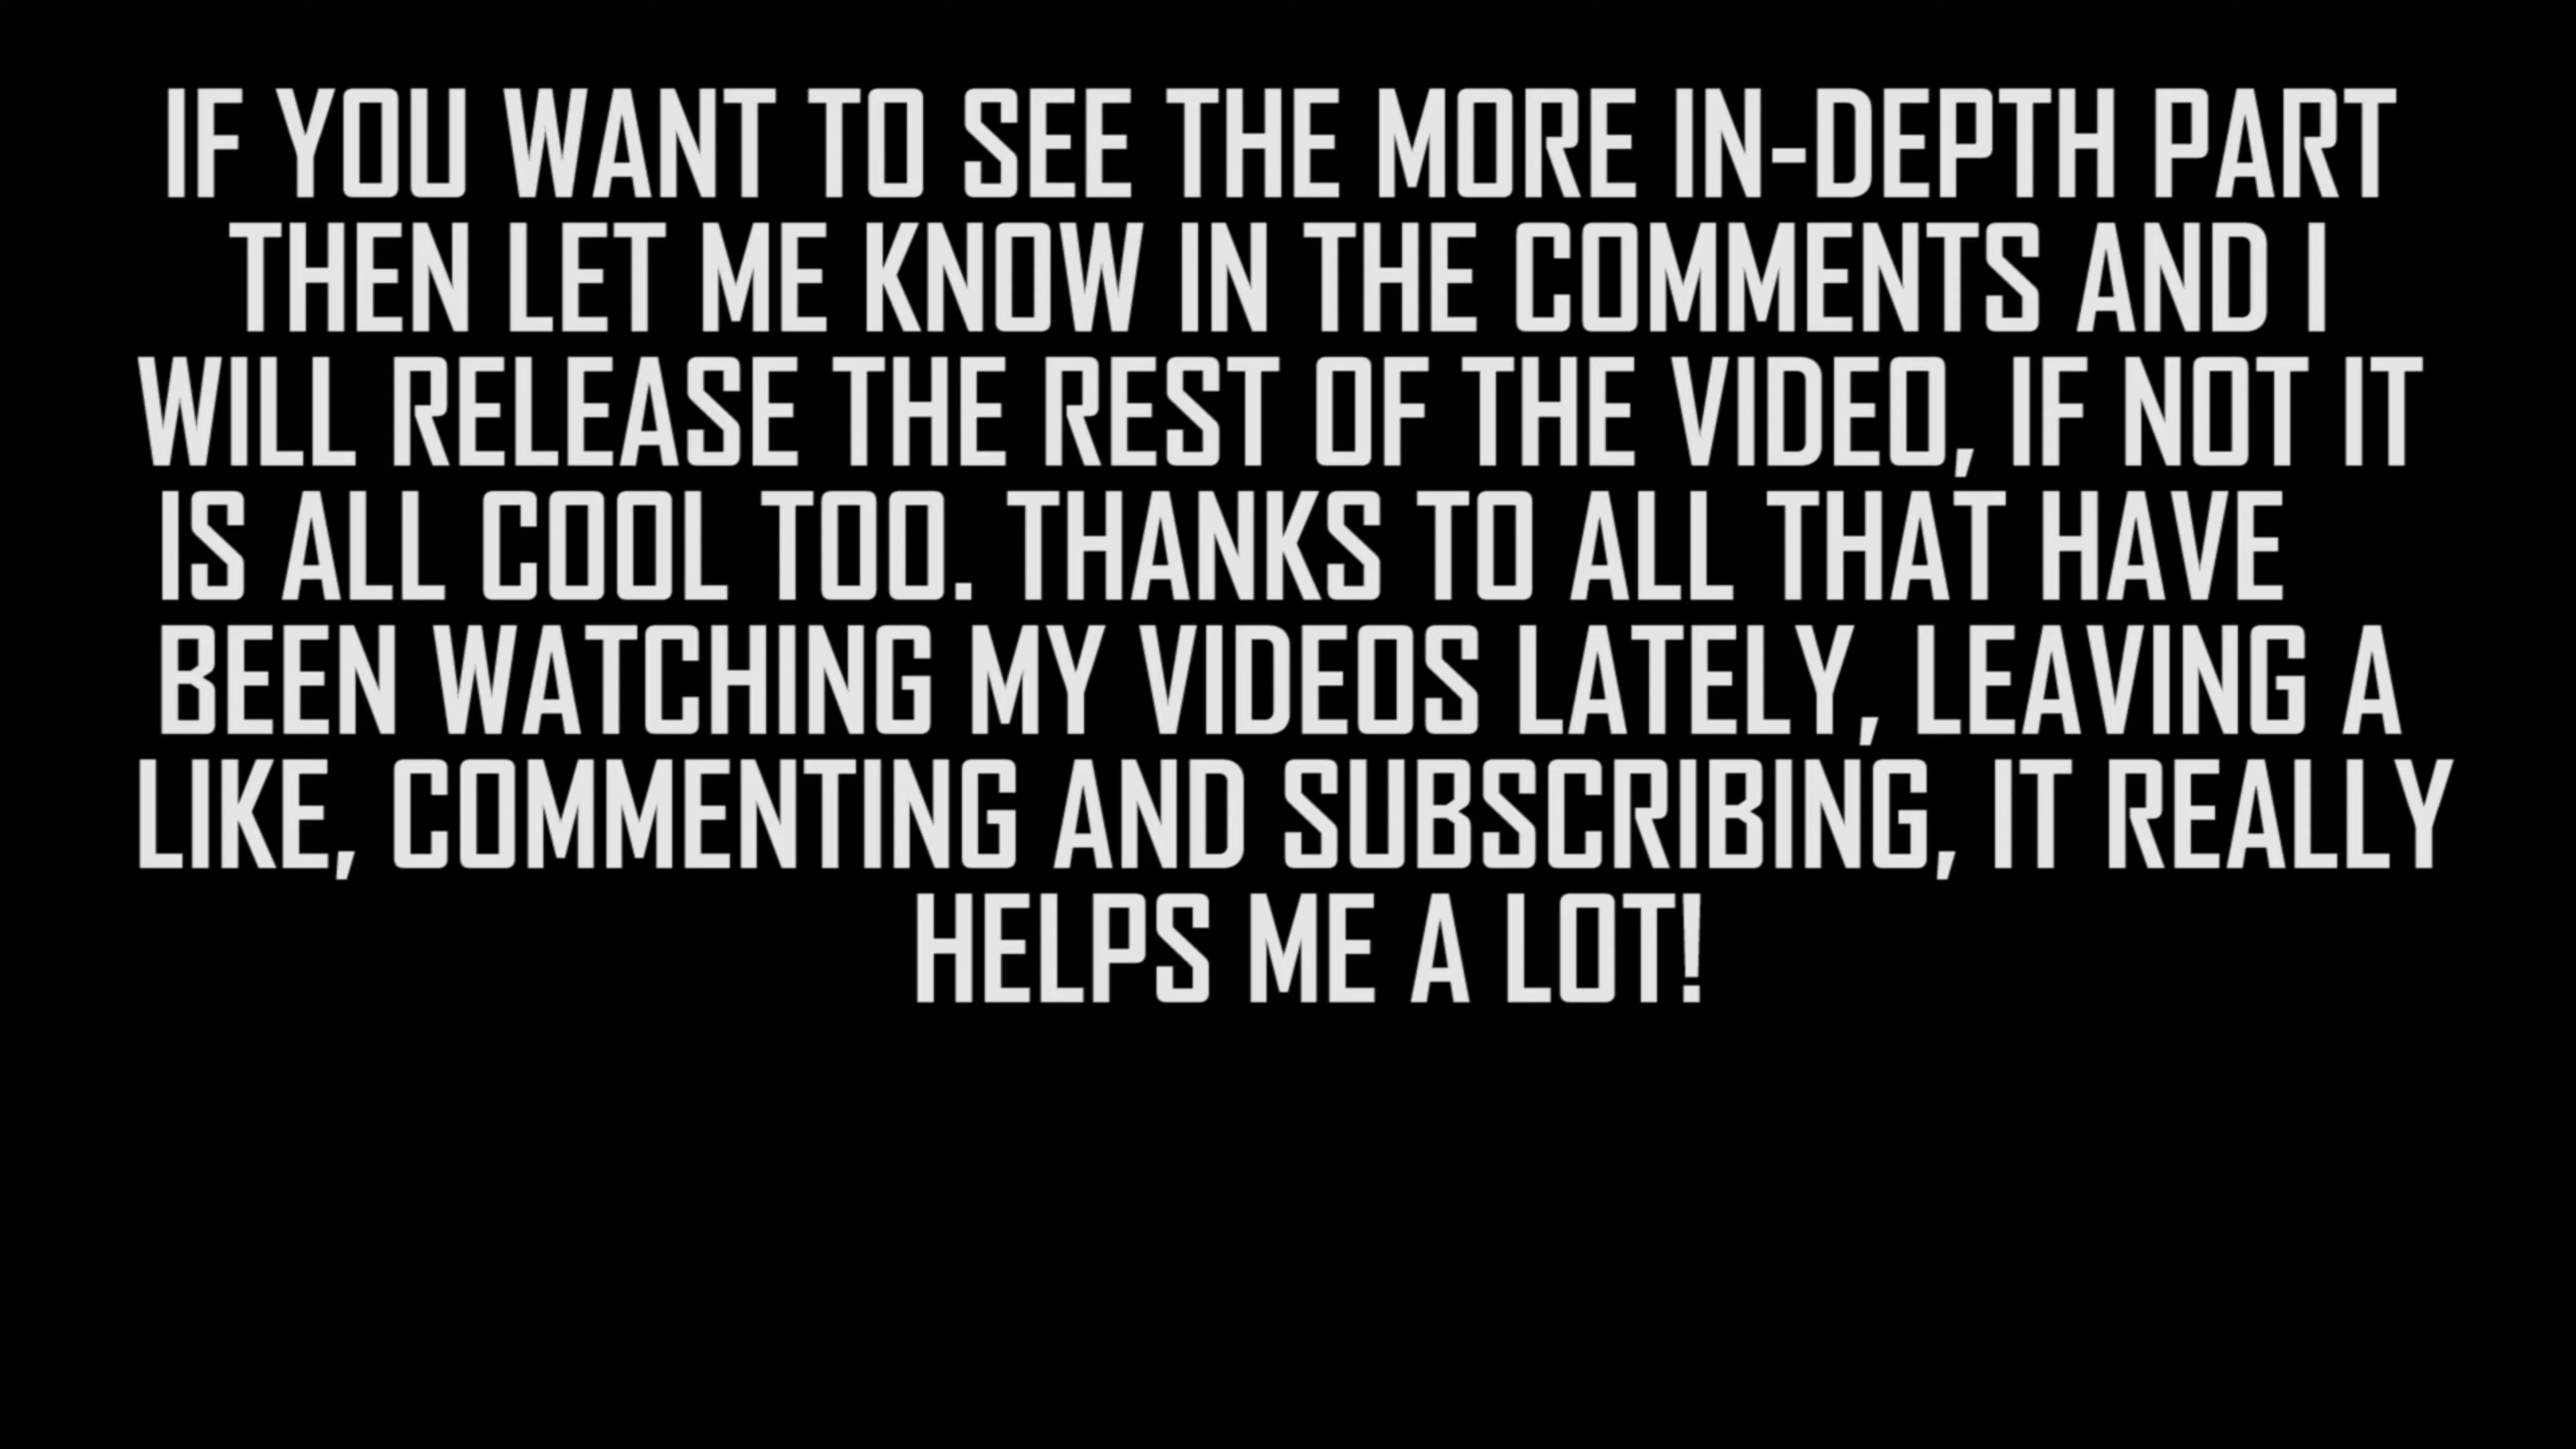 IF YOU WANT TO SEE THE MORE IN-DEPTH PART
THEN LET ME KNOW IN THE COMMENTS AND I
WILL RELEASE THE REST OF THE VIDEO, IF NOT IT
IS ALL COOL TOO. THANKS TO ALL THAT HAVE
BEEN WATCHING MY VIDEOS LATELY, LEAVING A
LIKE, COMMENTING AND SUBSCRIBING, IT REALLY
HELPS ME A LOT!